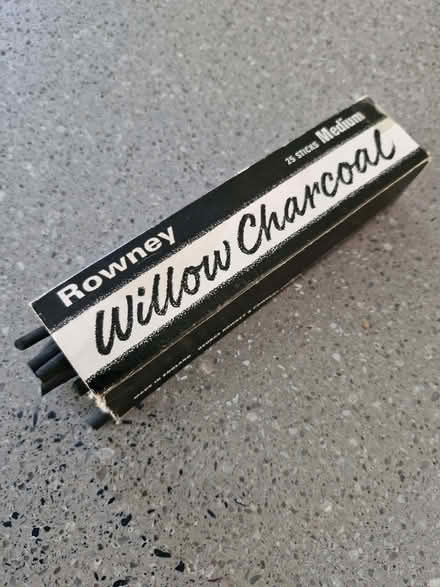 25 STICKS Medium
Rowney
Willow Charcoal
MADE IN ENGLAND